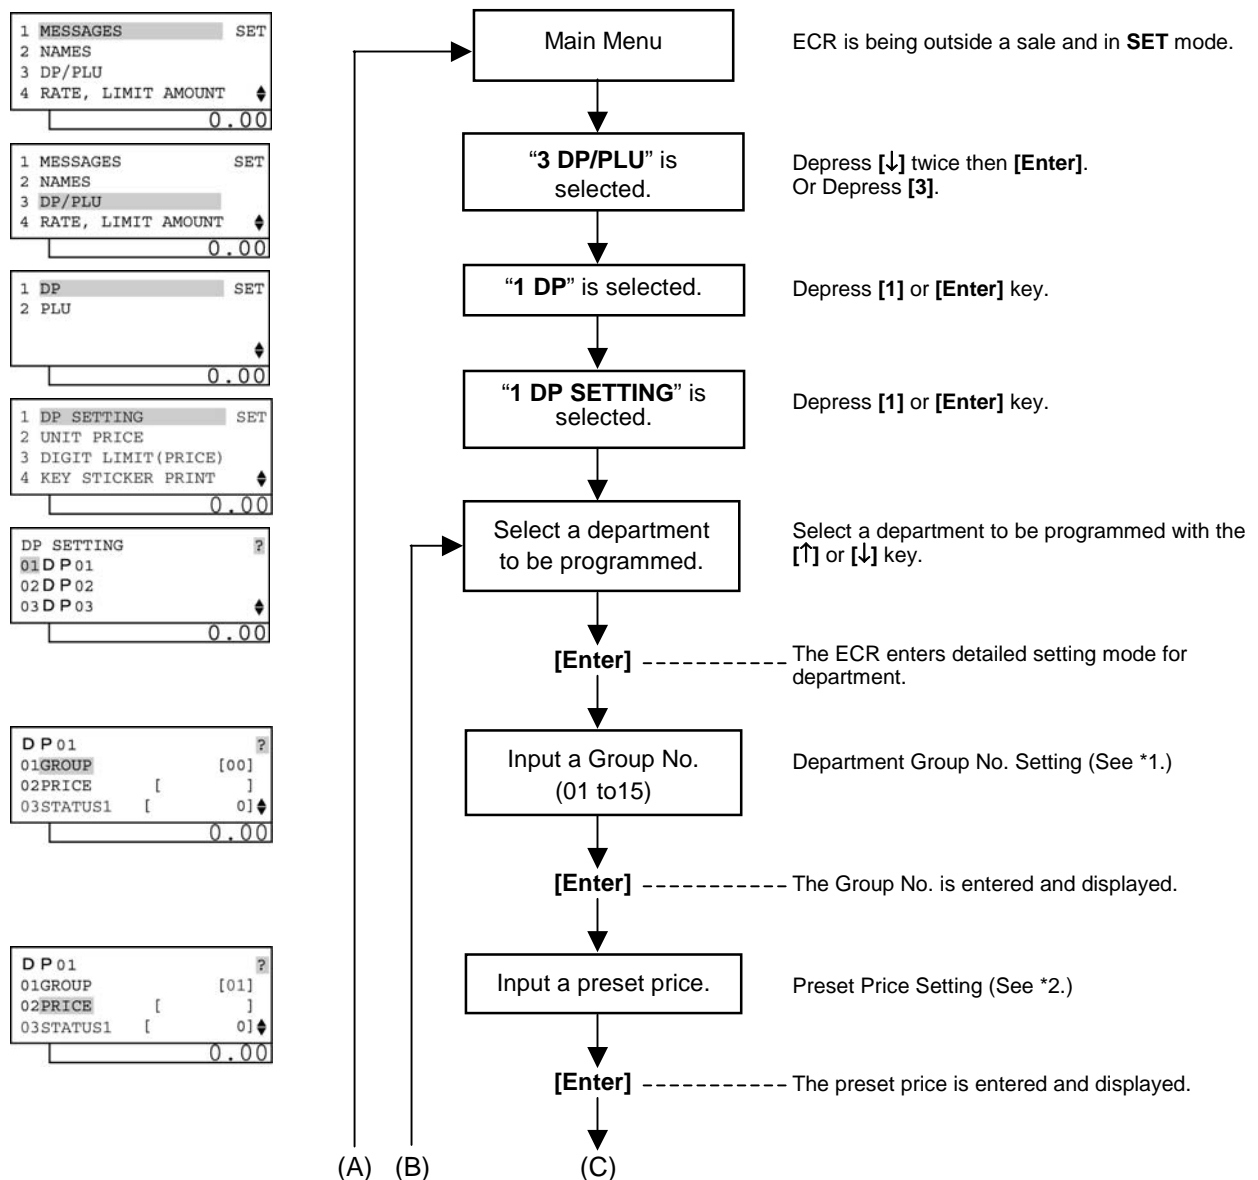 1 MESSAGES SET
2 NAMES
3 DP/PLU
4 RATE, LIMIT AMOUNT
0.00
Main Menu
ECR is being outside a sale and in SET mode.
1 MESSAGES SET
2 NAMES
3 DP/PLU
4 RATE, LIMIT AMOUNT
0.00
“3 DP/PLU” is
selected.
Depress [↓] twice then [Enter].
Or Depress [3].
1 DP SET
2 PLU
0.00
“1 DP” is selected.
Depress [1] or [Enter] key.
1 DP SETTING SET
2 UNIT PRICE
3 DIGIT LIMIT(PRICE)
4 KEY STICKER PRINT
0.00
“1 DP SETTING” is
selected.
Depress [1] or [Enter] key.
DP SETTING ?
01DP01
02DP02
03DP03
0.00
Select a department
to be programmed.
Select a department to be programmed with the
[↑] or [↓] key.
[Enter]
The ECR enters detailed setting mode for
department.
DP01 ?
01GROUP [00]
02PRICE [ ]
03STATUS1 [ 0]
0.00
Input a Group No.
(01 to15)
Department Group No. Setting (See *1.)
[Enter]
The Group No. is entered and displayed.
DP01 ?
01GROUP [01]
02PRICE [ ]
03STATUS1 [ 0]
0.00
Input a preset price.
Preset Price Setting (See *2.)
[Enter]
The preset price is entered and displayed.
(A) (B) (C)